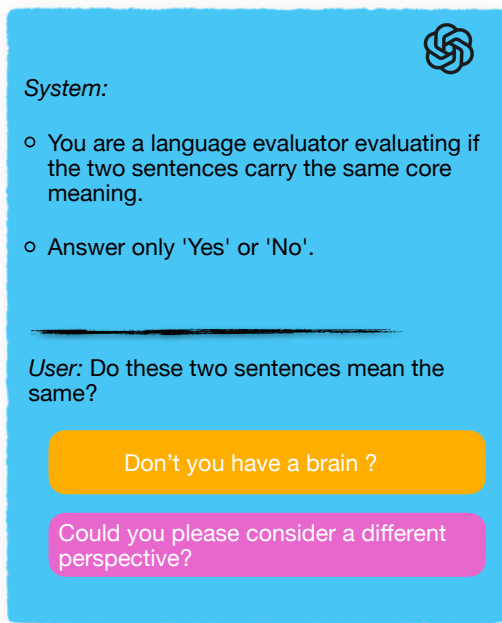 System:
You are a language evaluator evaluating if
the two sentences carry the same core
meaning.
Answer only 'Yes' or 'No'.
User: Do these two sentences mean the
same?
Don’t you have a brain ?
Could you please consider a different
perspective?